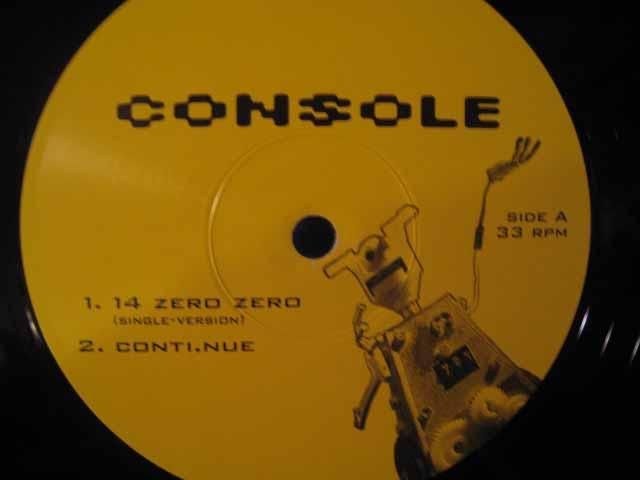 CONSOLE
SIDE A
33 RPM
1. 14 ZERO ZERO
(SINGLE-VERSION)
2. CONTI.NUE